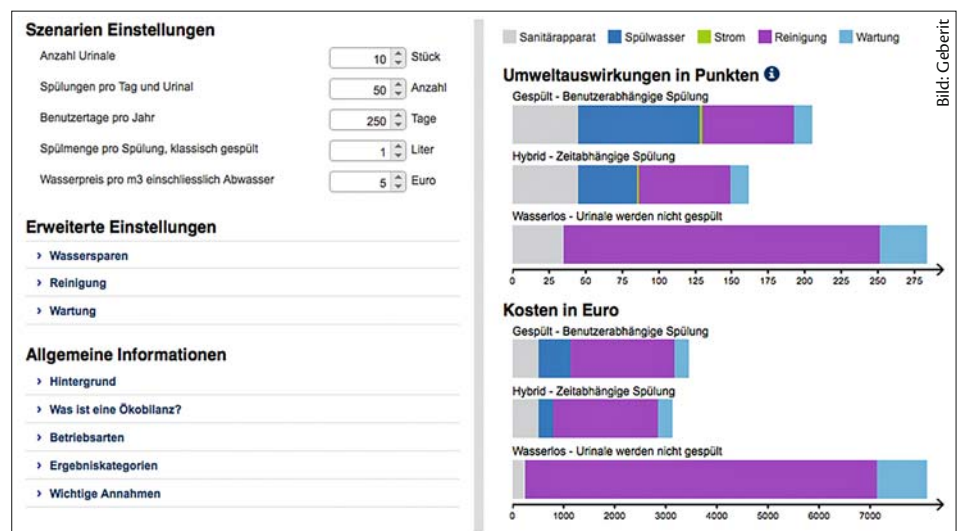 Szenarien Einstellungen
Anzahl Urinale 10 Stück
Spülungen pro Tag und Urinal 50 Anzahl
Benutzertage pro Jahr 250 Tage
Spülmenge pro Spülung, klassisch gespült 1 Liter
Wasserpreis pro m3 einschliesslich Abwasser 5 Euro
Erweiterte Einstellungen
› Wassersparen
› Reinigung
› Wartung
Allgemeine Informationen
› Hintergrund
› Was ist eine Ökobilanz?
› Betriebsarten
› Ergebniskategorien
› Wichtige Annahmen
Sanitärapparat Spülwasser Strom Reinigung Wartung
Umweltauswirkungen in Punkten i
Gespült - Benutzerabhängige Spülung
Hybrid - Zeitabhängige Spülung
Wasserlos - Urinale werden nicht gespült
0 25 50 75 100 125 150 175 200 225 250 275
Kosten in Euro
Gespült - Benutzerabhängige Spülung
Hybrid - Zeitabhängige Spülung
Wasserlos - Urinale werden nicht gespült
0 1000 2000 3000 4000 5000 6000 7000
Bild: Geberit